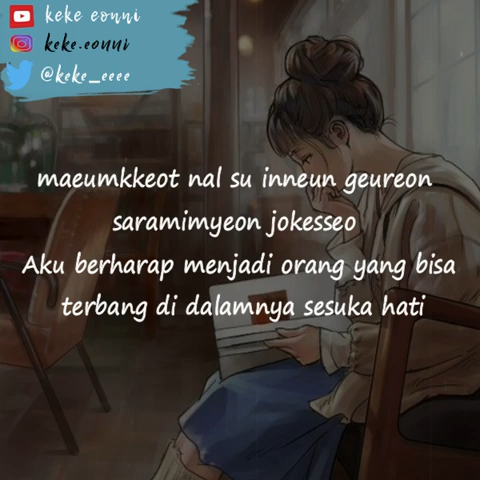 keke eonni
keke.eonni
@keke_eeee
maeumkkeot nal su inneun geureon
saramimyeon jokesseo
Aku berharap menjadi orang yang bisa
terbang di dalamnya sesuka hati